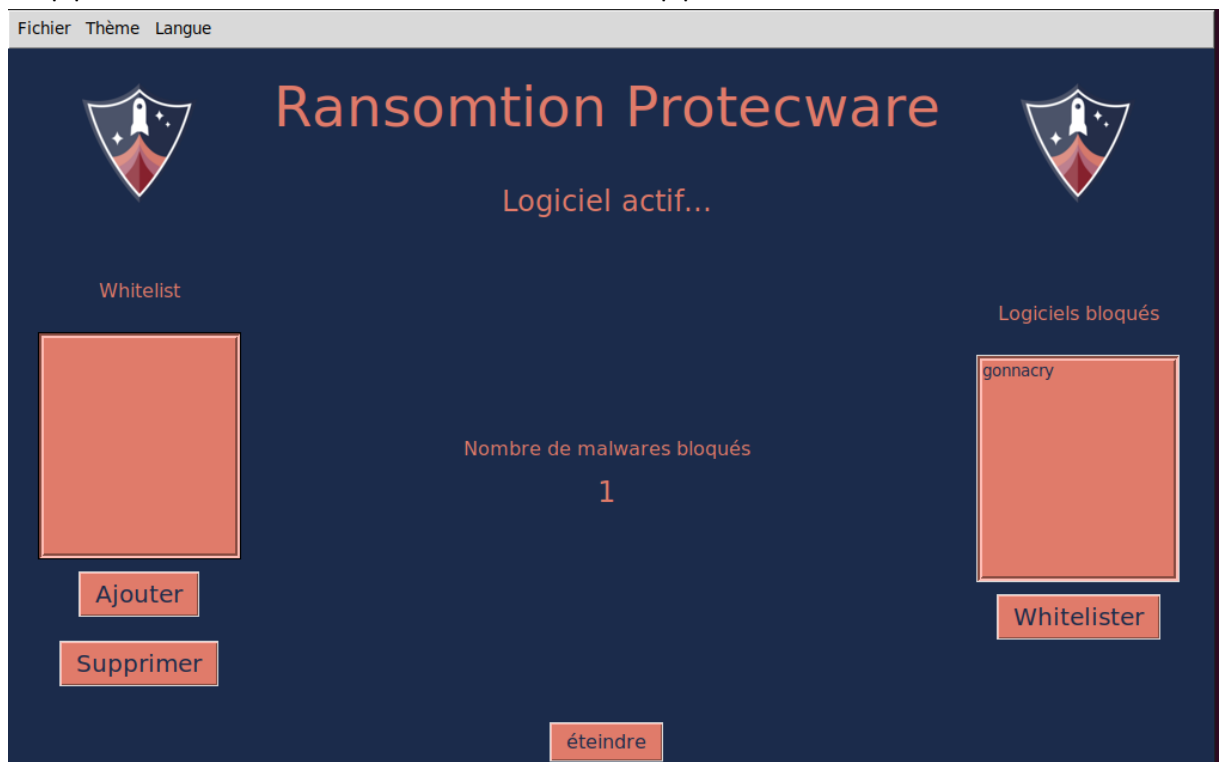 Fichier Thème Langue
Ransomtion Protecware
Logiciel actif...
Whitelist
Ajouter
Supprimer
Nombre de malwares bloqués
1
Logiciels bloqués
gonnacry
Whitelister
éteindre